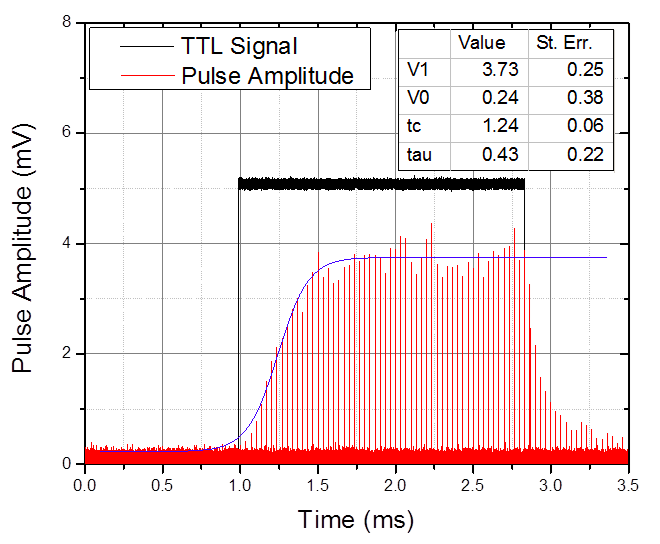 8
6
4
2
0
Pulse Amplitude (mV)
TTL Signal
Pulse Amplitude
Value St. Err.
V1 3.73 0.25
V0 0.24 0.38
tc 1.24 0.06
tau 0.43 0.22
0.0 0.5 1.0 1.5 2.0 2.5 3.0 3.5
Time (ms)